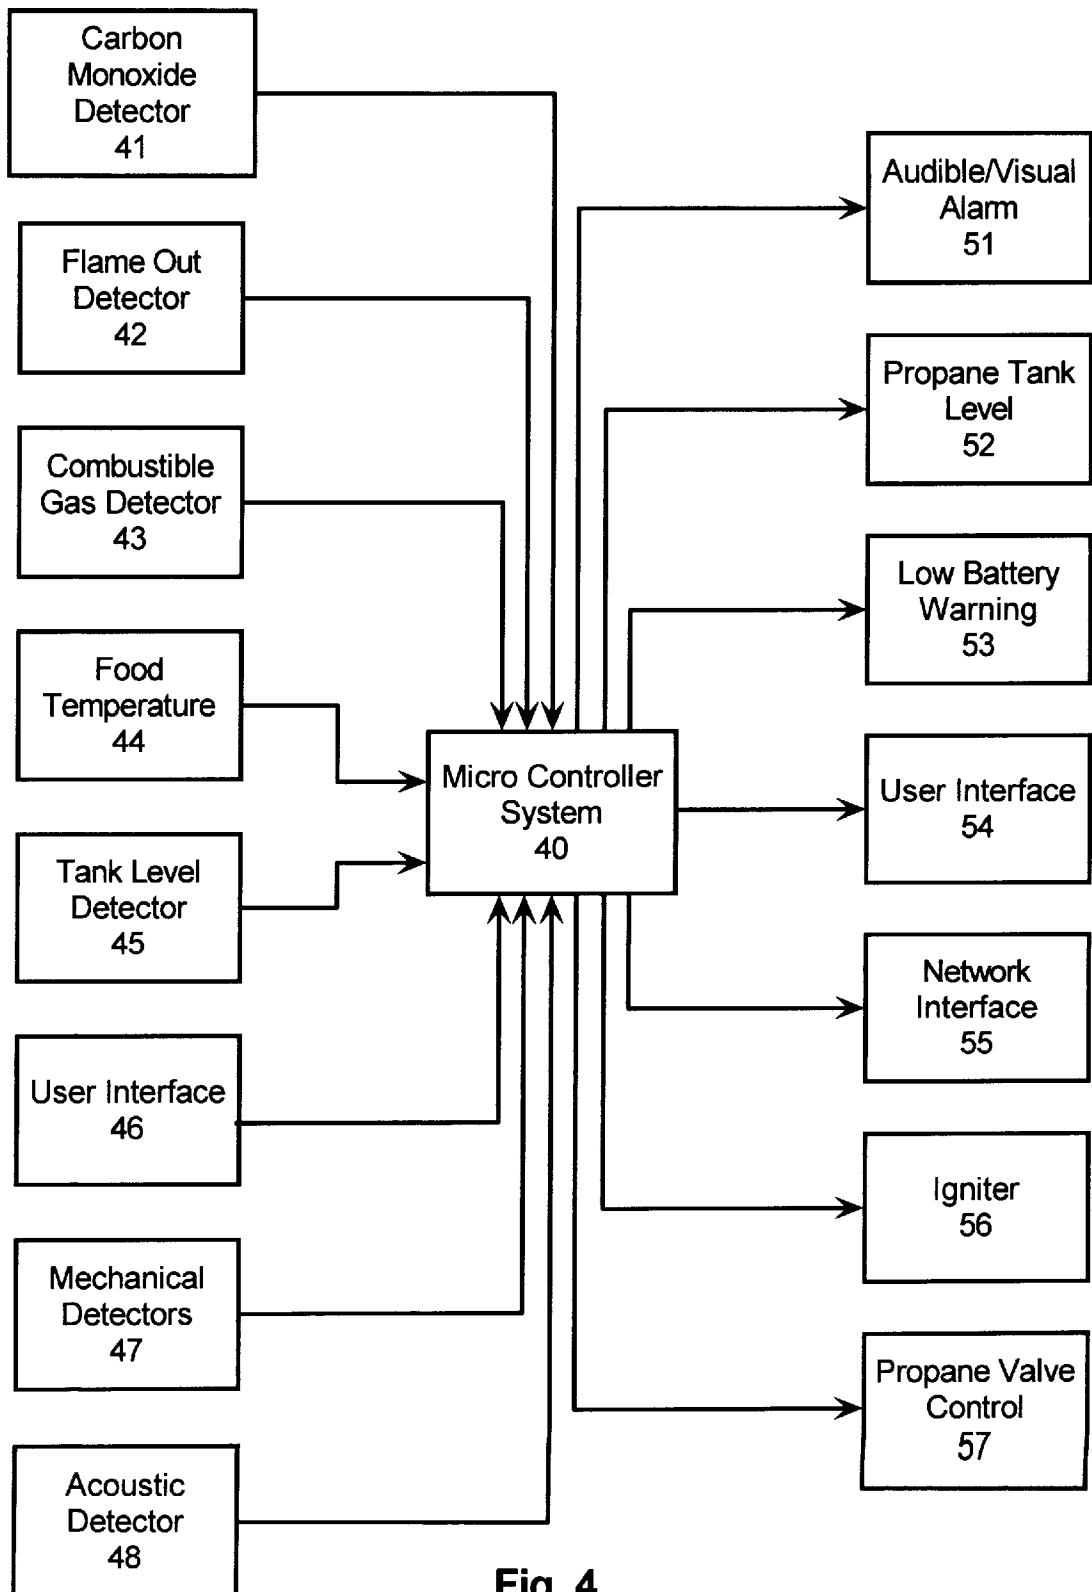 Carbon
Monoxide
Detector
41
Flame Out
Detector
42
Combustible
Gas Detector
43
Food
Temperature
44
Tank Level
Detector
45
User Interface
46
Mechanical
Detectors
47
Acoustic
Detector
48
Micro Controller
System
40
Audible/Visual
Alarm
51
Propane Tank
Level
52
Low Battery
Warning
53
User Interface
54
Network
Interface
55
Igniter
56
Propane Valve
Control
57
Fig. 4